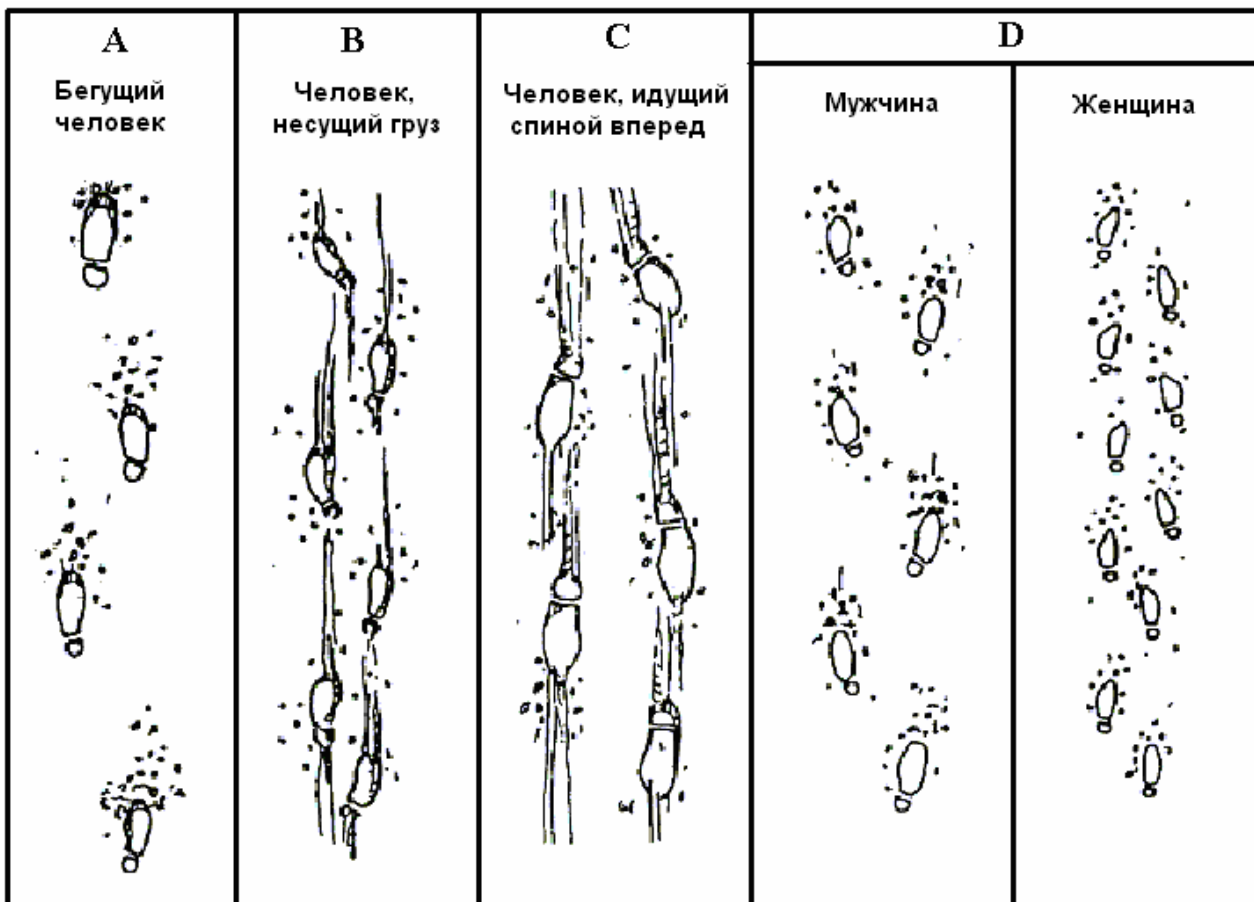 A
Бегущий
человек
B
Человек,
несущий груз
C
Человек, идущий
спиной вперед
D
Мужчина
Женщина